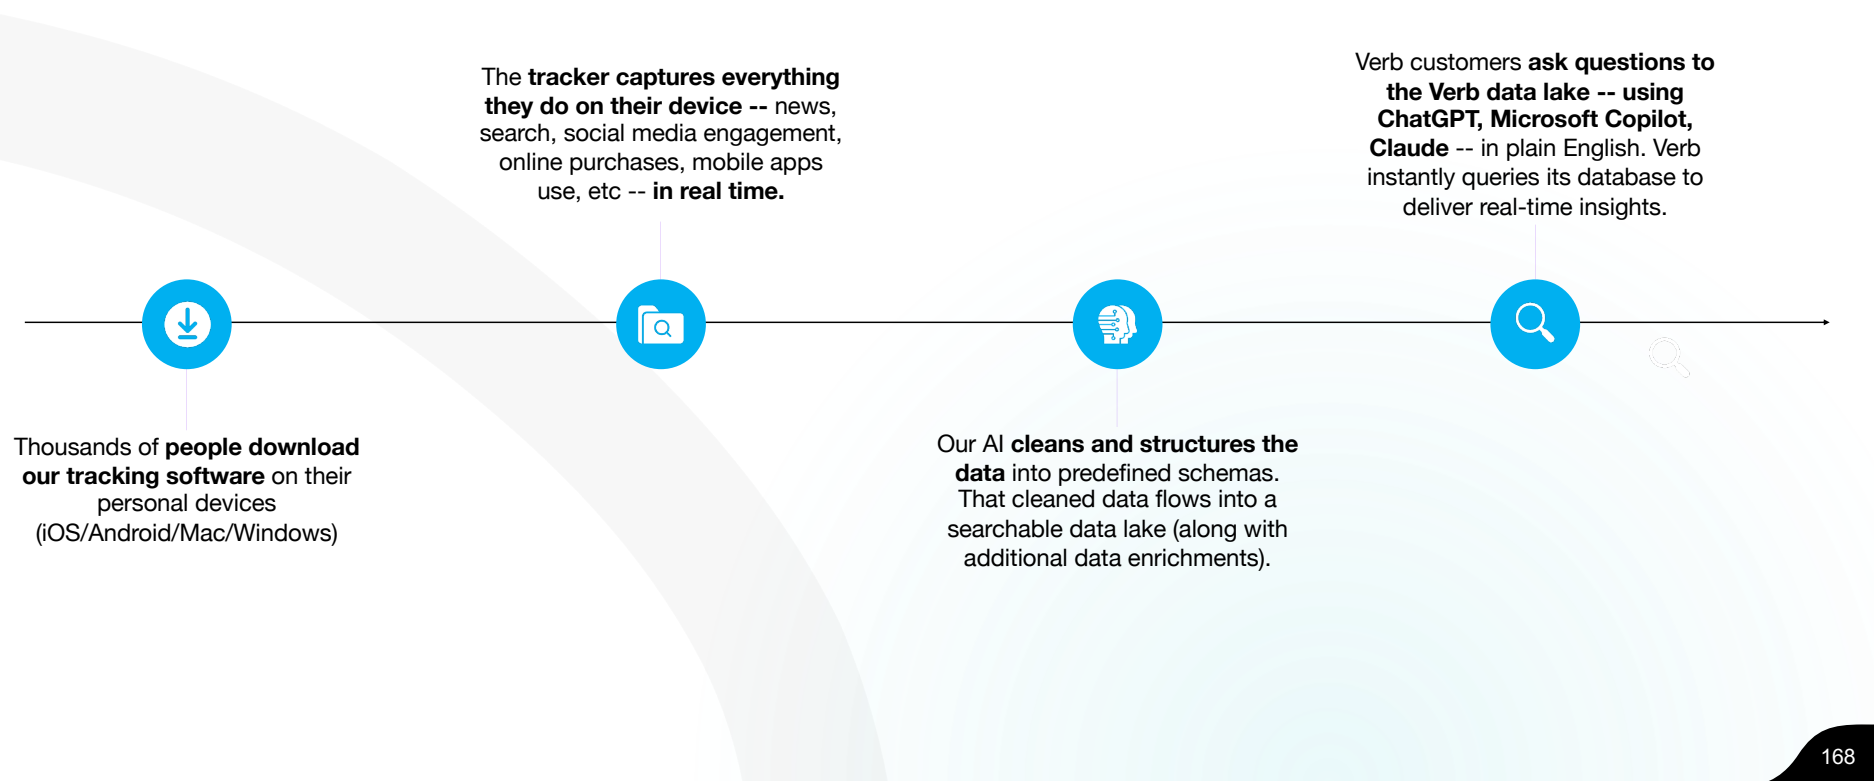 Thousands of people download
our tracking software on their
personal devices
(iOS/Android/Mac/Windows)
The tracker captures everything
they do on their device -- news,
search, social media engagement,
online purchases, mobile apps
use, etc -- in real time.
Our AI cleans and structures the
data into predefined schemas.
That cleaned data flows into a
searchable data lake (along with
additional data enrichments).
Verb customers ask questions to
the Verb data lake -- using
ChatGPT, Microsoft Copilot,
Claude -- in plain English. Verb
instantly queries its database to
deliver real-time insights.
168